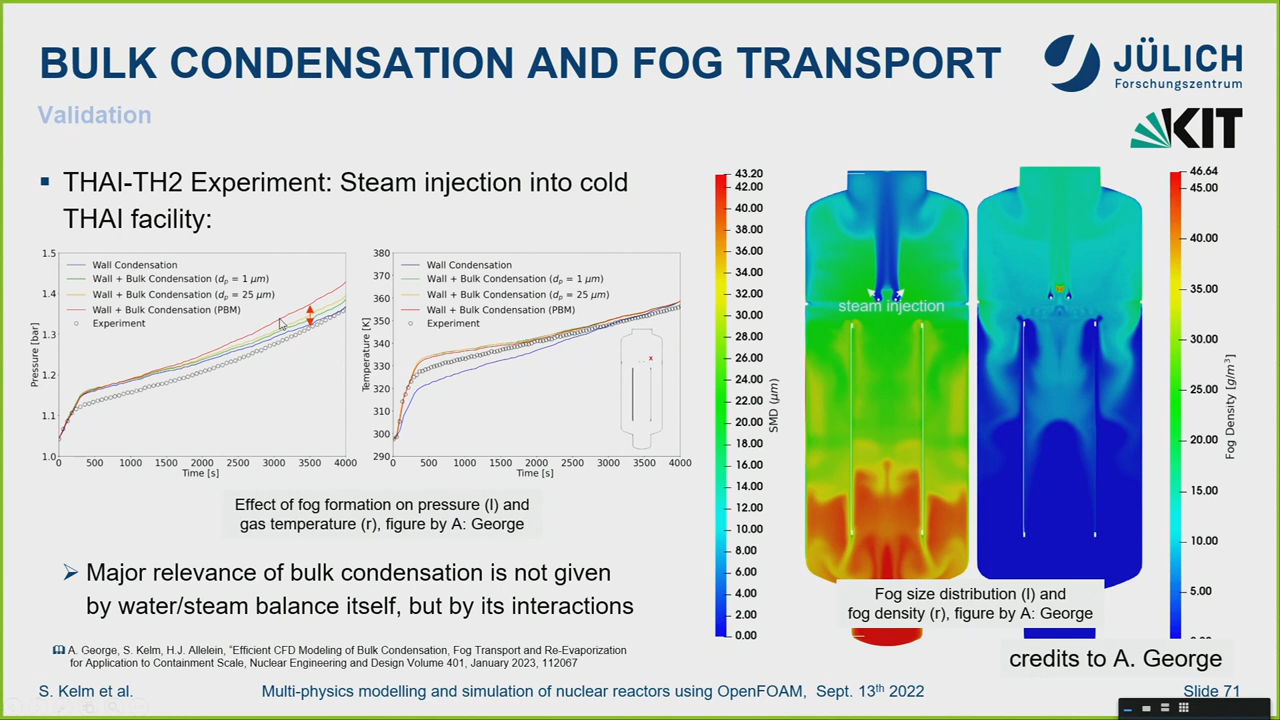 BULK CONDENSATION AND FOG TRANSPORT
JÜLICH
Forschungszentrum
KIT
Validation
▪ THAI-TH2 Experiment: Steam injection into cold
THAI facility:
Wall Condensation
Wall + Bulk Condensation (dₚ = 1 μm)
Wall + Bulk Condensation (dₚ = 25 μm)
Wall + Bulk Condensation (PBM)
Experiment
1.5
1.4
1.3
1.2
1.1
1.0
Pressure [bar]
0
500
1000
1500
2000
2500
3000
3500
4000
Time [s]
Wall Condensation
Wall + Bulk Condensation (dₚ = 1 μm)
Wall + Bulk Condensation (dₚ = 25 μm)
Wall + Bulk Condensation (PBM)
Experiment
380
370
360
350
340
330
320
310
300
290
Temperature [K]
x
0
500
1000
1500
2000
2500
3000
3500
4000
Time [s]
Effect of fog formation on pressure (l) and
gas temperature (r), figure by A: George
43.20
42.00
40.00
38.00
36.00
34.00
32.00
30.00
28.00
26.00
24.00
22.00
20.00
18.00
16.00
14.00
12.00
10.00
8.00
6.00
4.00
2.00
0.00
SMD (μm)
steam injection
46.64
45.00
40.00
35.00
30.00
25.00
20.00
15.00
10.00
5.00
Fog Density [g/m³]
Fog size distribution (l) and
fog density (r), figure by A: George
credits to A. George
➢ Major relevance of bulk condensation is not given
by water/steam balance itself, but by its interactions
A. George, S. Kelm, H.J. Allelein, “Efficient CFD Modeling of Bulk Condensation, Fog Transport and Re-Evaporization
for Application to Containment Scale, Nuclear Engineering and Design Volume 401, January 2023, 112067
S. Kelm et al.
Multi-physics modelling and simulation of nuclear reactors using OpenFOAM, Sept. 13th 2022
Slide 71